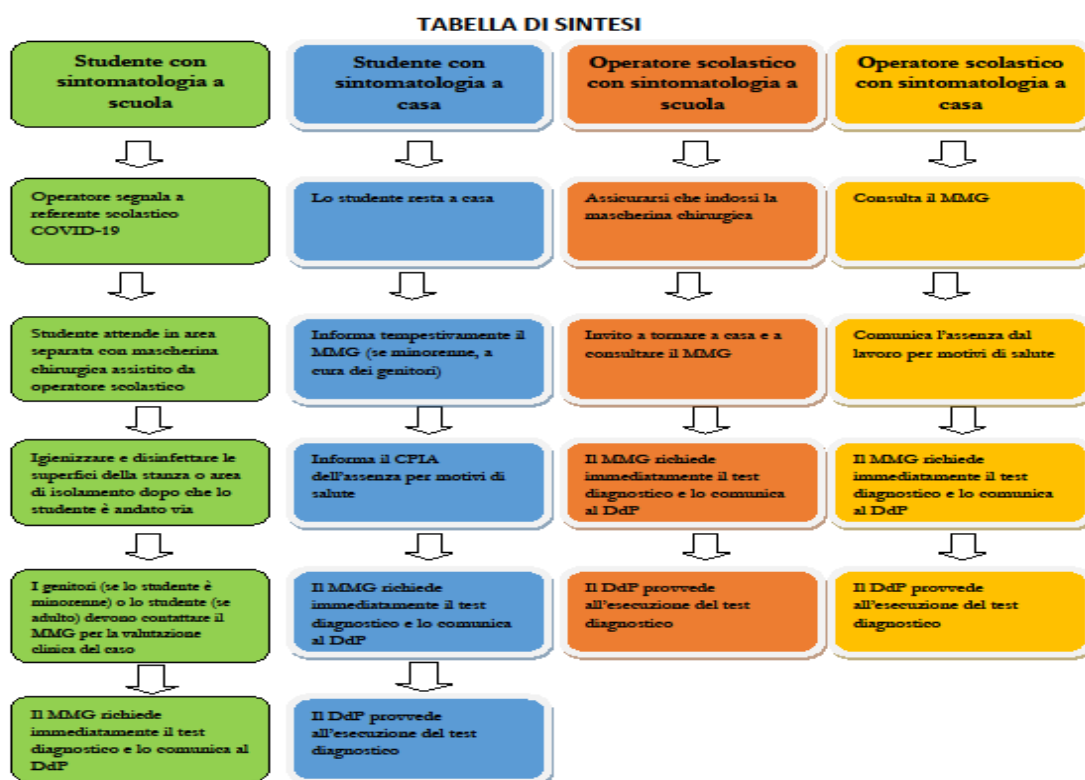 TABELLA DI SINTESI
Studente con
sintomatologia a
scuola
Operatore segnala a
referente scolastico
COVID-19
Studente attende in area
separata con mascherina
chirurgica assistito da
operatore scolastico
Igienizzare e disinfettare le
superfici della stanza o area
di isolamento dopo che lo
studente è andato via
I genitori (se lo studente è
minorenne) o lo studente (se
adulto) devono contattare il
MMG per la valutazione
clinica del caso
Il MMG richiede
immediatamente il test
diagnostico e lo comunica al
DdP
Studente con
sintomatologia a
casa
Lo studente resta a casa
Informa tempestivamente il
MMG (se minorenne, a
cura dei genitori)
Informa il CPIA
dell'assenza per motivi di
salute
Il MMG richiede
immediatamente il test
diagnostico e lo comunica
al DdP
Il DdP provvede
all'esecuzione del test
diagnostico
Operatore scolastico
con sintomatologia a
scuola
Assicurarsi che indossi la
mascherina chirurgica
Invito a tornare a casa e a
consultare il MMG
Il MMG richiede
immediatamente il test
diagnostico e lo comunica
al DdP
Il DdP provvede
all'esecuzione del test
diagnostico
Operatore scolastico
con sintomatologia a
casa
Consulta il MMG
Comunica l'assenza dal
lavoro per motivi di salute
Il MMG richiede
immediatamente il test
diagnostico e lo comunica
al DdP
Il DdP provvede
all'esecuzione del test
diagnostico